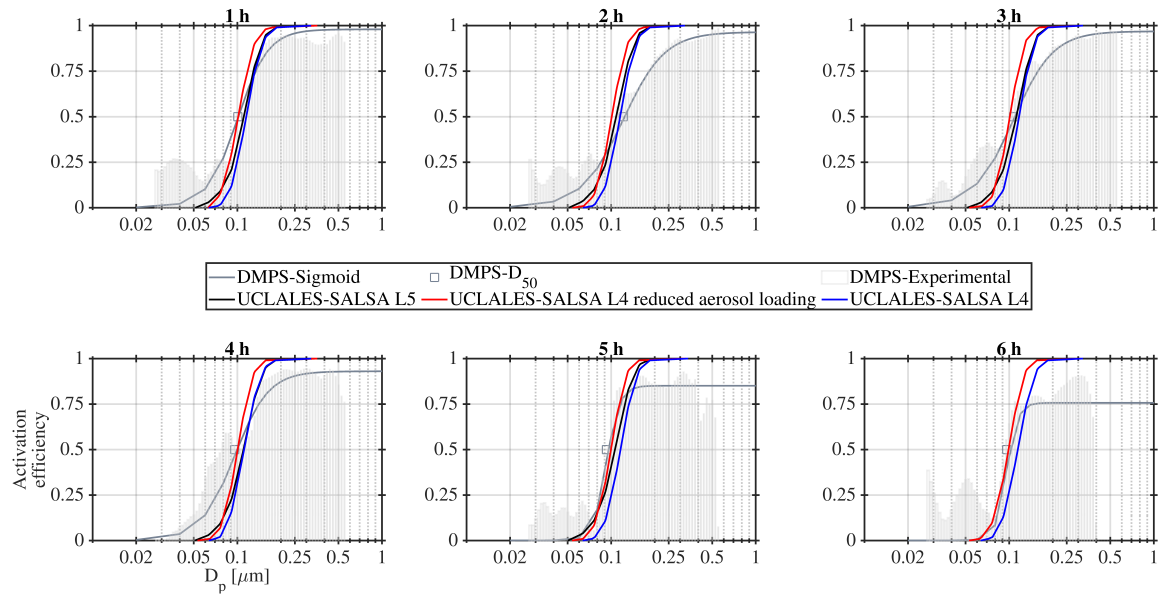 1 h 2 h 3 h
1 1 1
0.75 0.75 0.75
0.5 0.5 0.5
0.25 0.25 0.25
0 0 0
0.02 0.05 0.1 0.25 0.5 1 0.02 0.05 0.1 0.25 0.5 1 0.02 0.05 0.1 0.25 0.5 1
DMPS-Sigmoid DMPS-D50 DMPS-Experimental
UCLALES-SALSA L5 UCLALES-SALSA L4 reduced aerosol loading UCLALES-SALSA L4
4 h 5 h 6 h
1 1 1
0.75 0.75 0.75
0.5 0.5 0.5
0.25 0.25 0.25
0 0 0
Activation
efficiency
0.02 0.05 0.1 0.25 0.5 1 0.02 0.05 0.1 0.25 0.5 1 0.02 0.05 0.1 0.25 0.5 1
Dp [μm]